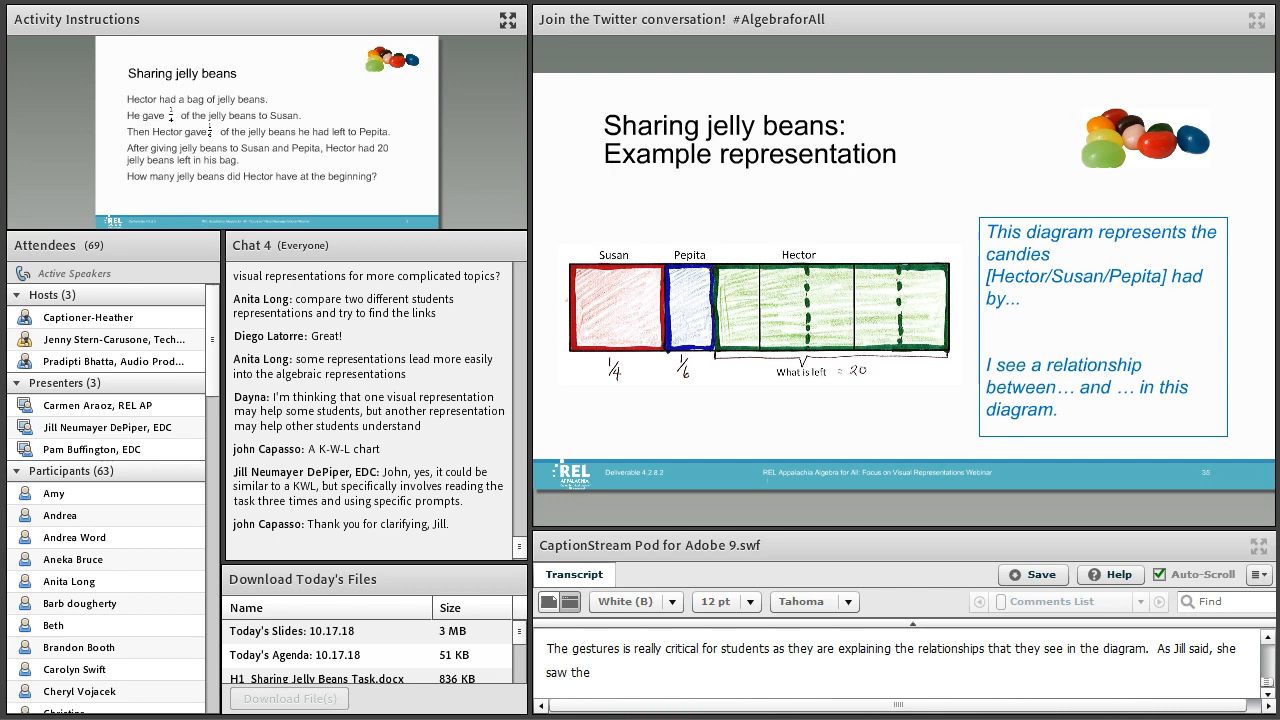 Activity Instructions
Sharing jelly beans
Hector had a bag of jelly beans.
He gave 1/4 of the jelly beans to Susan.
Then Hector gave of the jelly beans he had left to Pepita.
After giving jelly beans to Susan and Pepita, Hector had 20
jelly beans left in his bag.
How many jelly beans did Hector have at the beginning?
REL
Attendees (69)
Active Speakers
Hosts (3)
Captioner-Heather
Jenny Stern-Carusone, Tech...
Pradipti Bhatta, Audio Prod...
Presenters (3)
Carmen Araoz, REL AP
Jill Neumayer DePiper, EDC
Pam Buffington, EDC
Participants (63)
Amy
Andrea
Andrea Word
Aneka Bruce
Anita Long
Barb dougherty
Beth
Brandon Booth
Carolyn Swift
Cheryl Vojacek
Chat 4 (Everyone)
visual representations for more complicated topics?
Anita Long: compare two different students
representations and try to find the links
Diego Latorre: Great!
Anita Long: some representations lead more easily
into the algebraic representations
Dayna: I'm thinking that one visual representation
may help some students, but another representation
may help other students understand
john Capasso: A K-W-L chart
Jill Neumayer DePiper, EDC: John, yes, it could be
similar to a KWL, but specifically involves reading the
task three times and using specific prompts.
john Capasso: Thank you for clarifying, Jill.
Download Today's Files
Name Size
Today's Slides: 10.17.18 3 MB
Today's Agenda: 10.17.18 51 KB
H1_Sharing Jelly Beans Task.docx 836 KB
Download File(s)
Join the Twitter conversation! #AlgebraforAll
Sharing jelly beans:
Example representation
Susan Pepita Hector
1/4 1/6 What is left = 20
This diagram represents the
candies
[Hector/Susan/Pepita] had
by...
I see a relationship
between... and ... in this
diagram.
REL
APPALACHIA
Deliverable 4.2.8.2 REL Appalachia Algebra for All: Focus on Visual Representations Webinar 35
CaptionStream Pod for Adobe 9.swf
Transcript Save Help Auto-Scroll
White (B) 12 pt Tahoma Comments List Find
The gestures is really critical for students as they are explaining the relationships that they see in the diagram. As Jill said, she
saw the